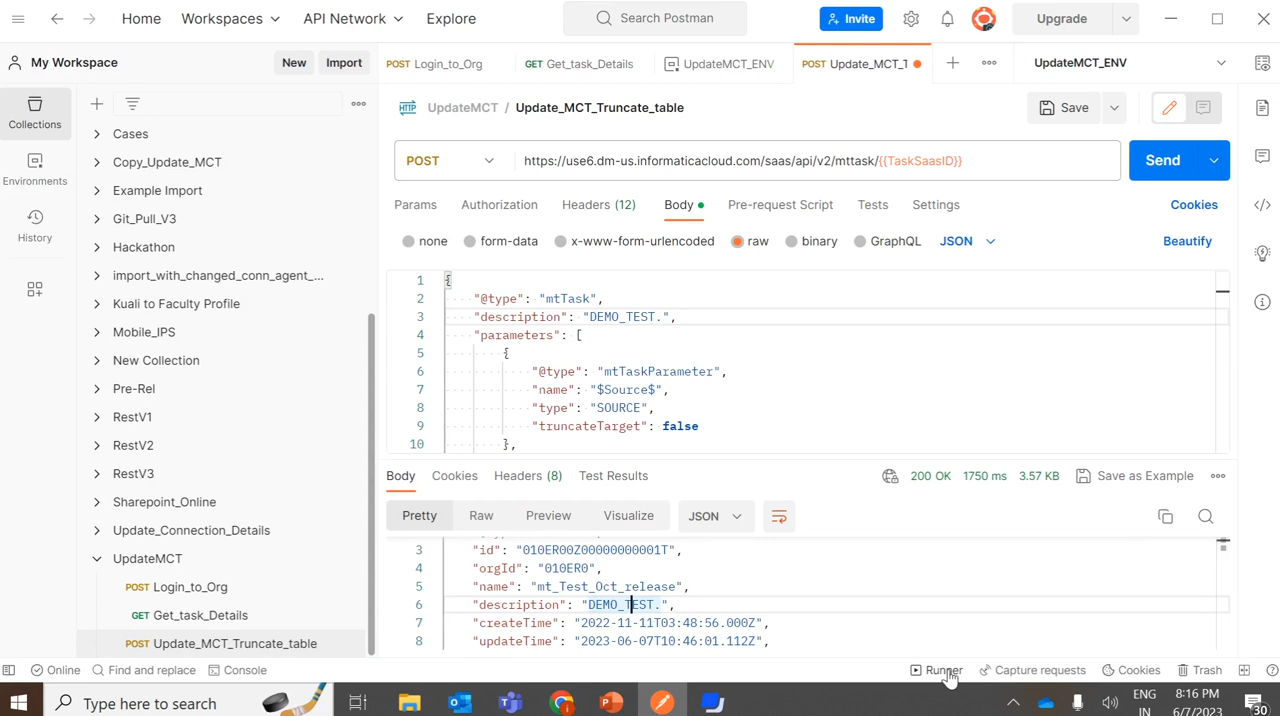 Home Workspaces API Network Explore Search Postman Invite Upgrade
My Workspace New Import POST Login_to_Org GET Get_task_Details UpdateMCT_ENV POST Update_MCT_T UpdateMCT_ENV
Collections
Environments
History
Cases
Copy_Update_MCT
Example Import
Git_Pull_V3
Hackathon
import_with_changed_conn_agent_...
Kuali to Faculty Profile
Mobile_IPS
New Collection
Pre-Rel
RestV1
RestV2
RestV3
Sharepoint_Online
Update_Connection_Details
UpdateMCT
POST Login_to_Org
GET Get_task_Details
POST Update_MCT_Truncate_table
HTTP UpdateMCT / Update_MCT_Truncate_table Save
POST https://use6.dm-us.informaticacloud.com/saas/api/v2/mttask/{{TaskSaasID}} Send
Params Authorization Headers (12) Body Pre-request Script Tests Settings Cookies
none form-data x-www-form-urlencoded raw binary GraphQL JSON Beautify
1 {
2 "@type": "mtTask",
3 "description": "DEMO_TEST.",
4 "parameters": [
5 {
6 "@type": "mtTaskParameter",
7 "name": "$Source$",
8 "type": "SOURCE",
9 "truncateTarget": false
10 },
Body Cookies Headers (8) Test Results 200 OK 1750 ms 3.57 KB Save as Example
Pretty Raw Preview Visualize JSON
3 "id": "010ER00Z00000000001T",
4 "orgId": "010ER0",
5 "name": "mt_Test_Oct_release",
6 "description": "DEMO_TEST.",
7 "createTime": "2022-11-11T03:48:56.000Z",
8 "updateTime": "2023-06-07T10:46:01.112Z",
Online Find and replace Console Runner Capture requests Cookies Trash
Type here to search
ENG
IN
8:16 PM
6/7/2023
30